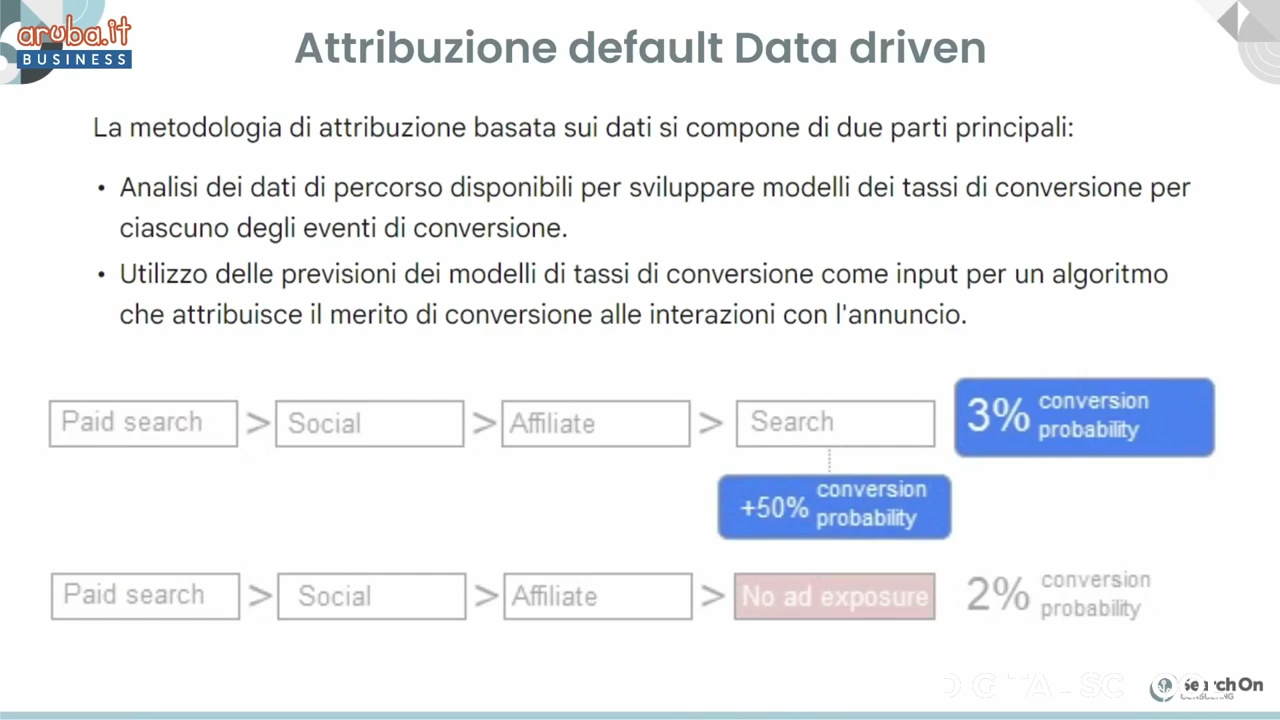 aruba.it
BUSINESS
Attribuzione default Data driven
La metodologia di attribuzione basata sui dati si compone di due parti principali:
• Analisi dei dati di percorso disponibili per sviluppare modelli dei tassi di conversione per
ciascuno degli eventi di conversione.
• Utilizzo delle previsioni dei modelli di tassi di conversione come input per un algoritmo
che attribuisce il merito di conversione alle interazioni con l'annuncio.
Paid search > Social > Affiliate > Search
3% conversion
probability
+50% conversion
probability
Paid search > Social > Affiliate > No ad exposure
2% conversion
probability
SearchOn